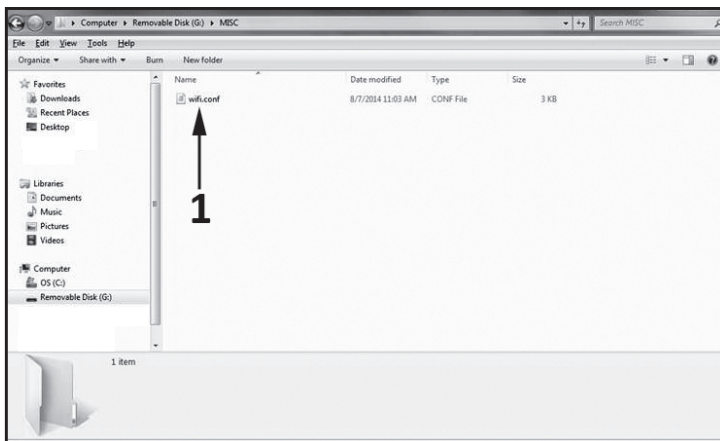 Computer ▸ Removable Disk (G:) ▸ MISC
Search MISC
File Edit View Tools Help
Organize ▾ Share with ▾ Burn New folder
Favorites
Downloads
Recent Places
Desktop
Libraries
Documents
Music
Pictures
Videos
Computer
OS (C:)
Removable Disk (G:)
Name Date modified Type Size
wifi.conf 8/7/2014 11:03 AM CONF File 3 KB
1
1 item